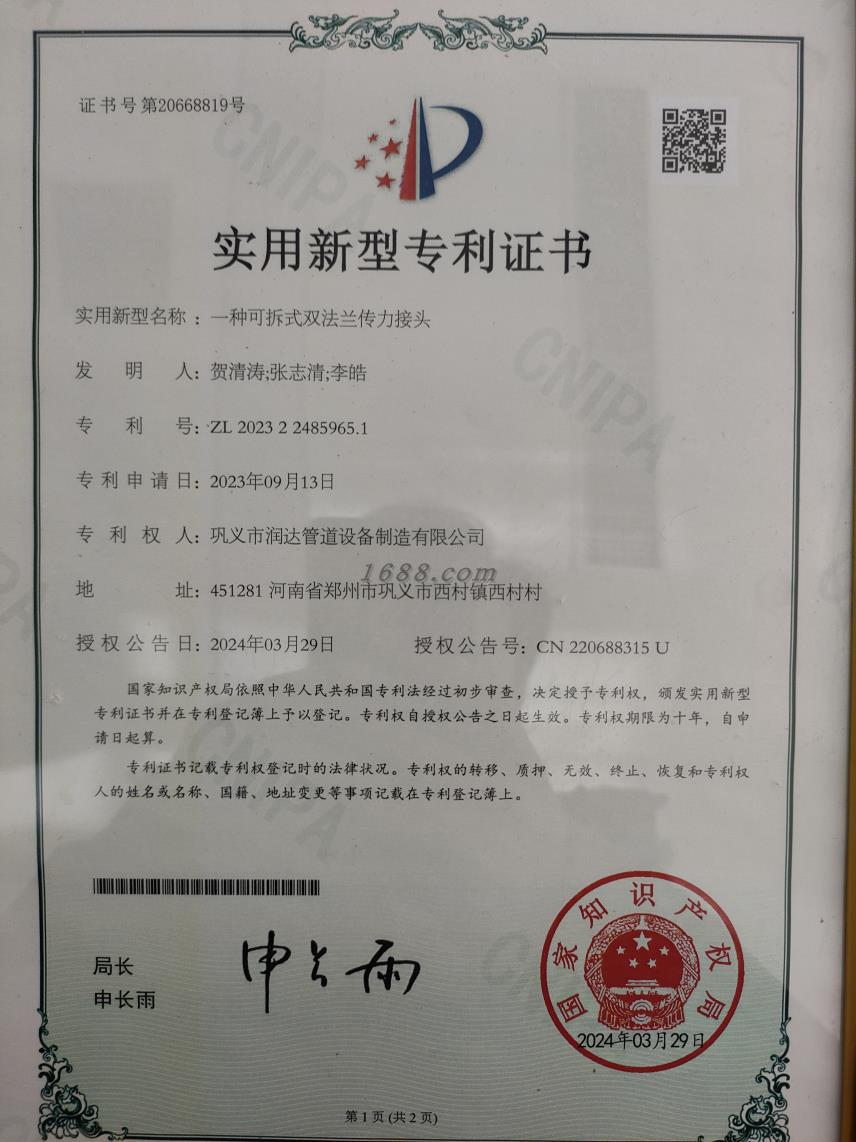 证书号第20668819号
实用新型专利证书
实用新型名称：一种可拆式双法兰传力接头
发明人：贺清涛;张志清;李皓
专利号：ZL 2023 2 2485965.1
专利申请日：2023年09月13日
专利权人：巩义市润达管道设备制造有限公司
1688.com
地址：451281 河南省郑州市巩义市西村镇西村村
授权公告日：2024年03月29日 授权公告号：CN 220688315 U
国家知识产权局依照中华人民共和国专利法经过初步审查，决定授予专利权，颁发实用新型
专利证书并在专利登记簿上予以登记。专利权自授权公告之日起生效。专利权期限为十年，自申
请日起算。
专利证书记载专利权登记时的法律状况。专利权的转移、质押、无效、终止、恢复和专利权
人的姓名或名称、国籍、地址变更等事项记载在专利登记簿上。
局长
申长雨
申长雨
国家知识产权局
2024年03月29日
第1页(共2页)
CNIPA
CNIPA
CNIPA